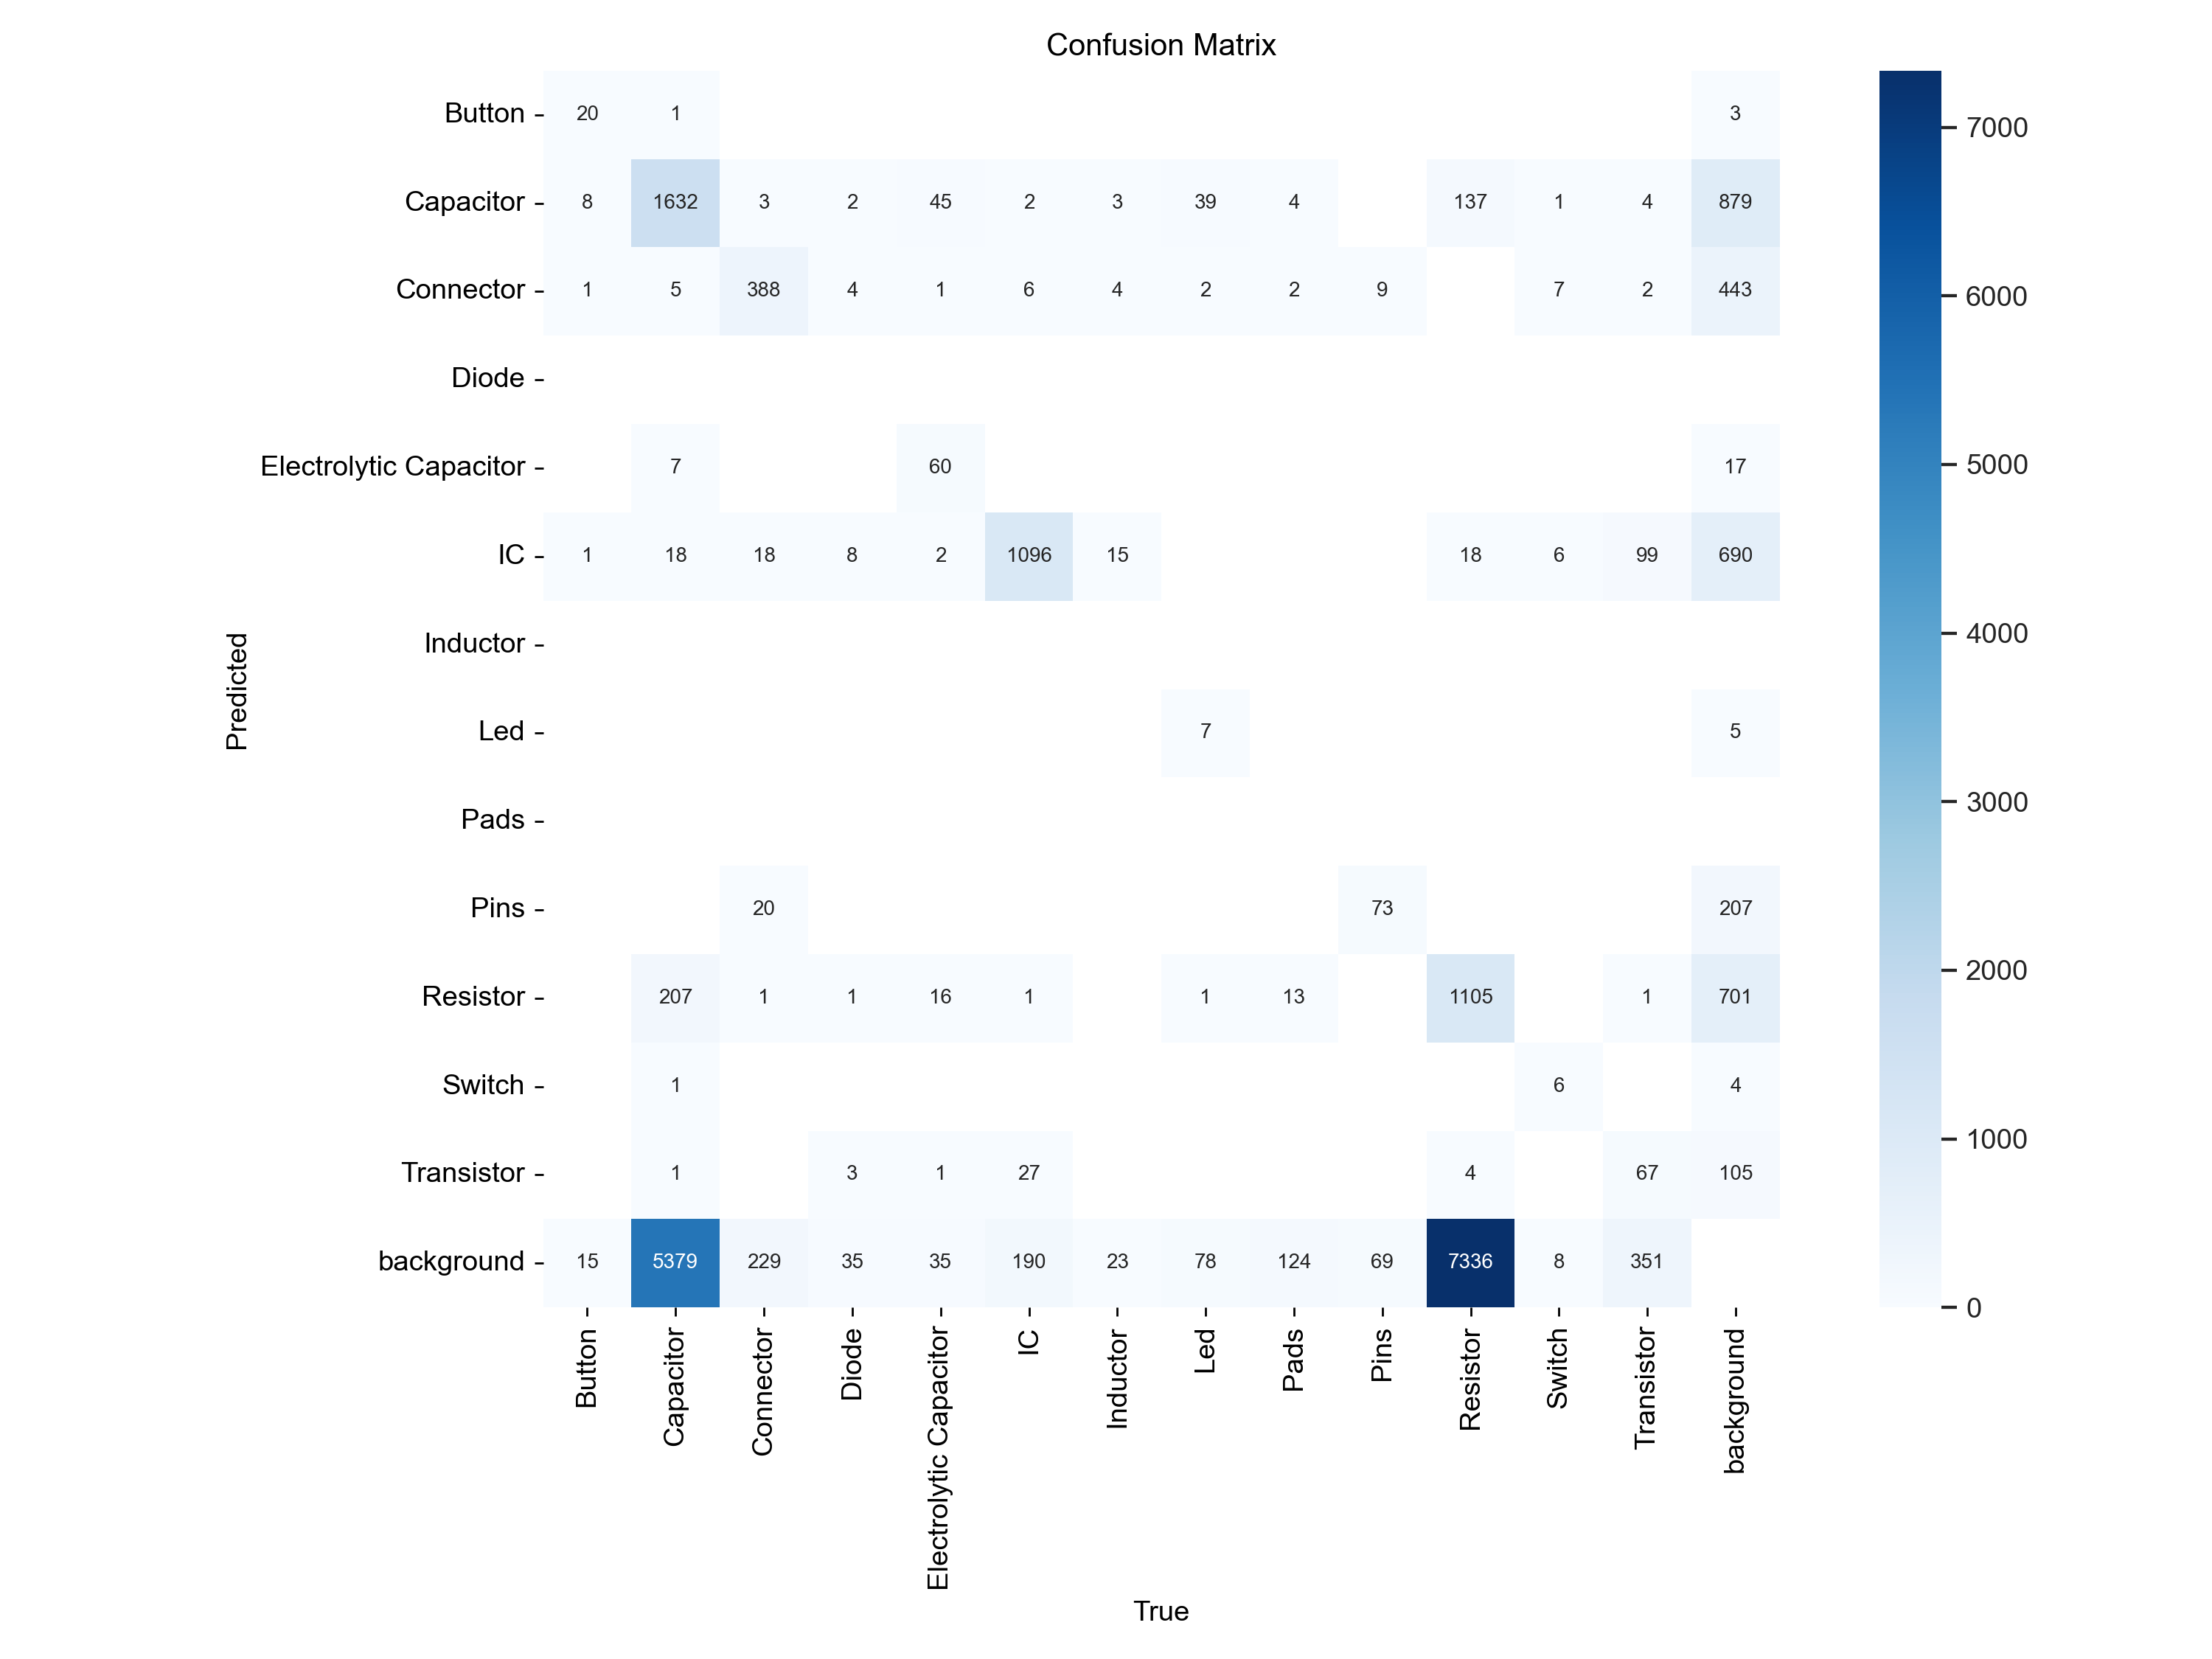 Confusion Matrix
Button 20 1 3
Capacitor 8 1632 3 2 45 2 3 39 4 137 1 4 879
Connector 1 5 388 4 1 6 4 2 2 9 7 2 443
Diode
Electrolytic Capacitor 7 60 17
IC 1 18 18 8 2 1096 15 18 6 99 690
Inductor
Led 7 5
Pads
Pins 20 73 207
Resistor 207 1 1 16 1 1 13 1105 1 701
Switch 1 6 4
Transistor 1 3 1 27 4 67 105
background 15 5379 229 35 35 190 23 78 124 69 7336 8 351
Predicted
Button
Capacitor
Connector
Diode
Electrolytic Capacitor
IC
Inductor
Led
Pads
Pins
Resistor
Switch
Transistor
background
True
7000
6000
5000
4000
3000
2000
1000
0